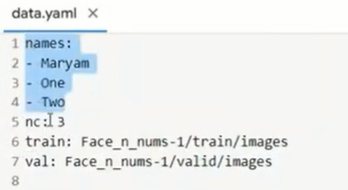 data.yaml ×
1 names:
2 - Maryam
3 - One
4 - Two
5 nc: 3
6 train: Face_n_nums-1/train/images
7 val: Face_n_nums-1/valid/images
8